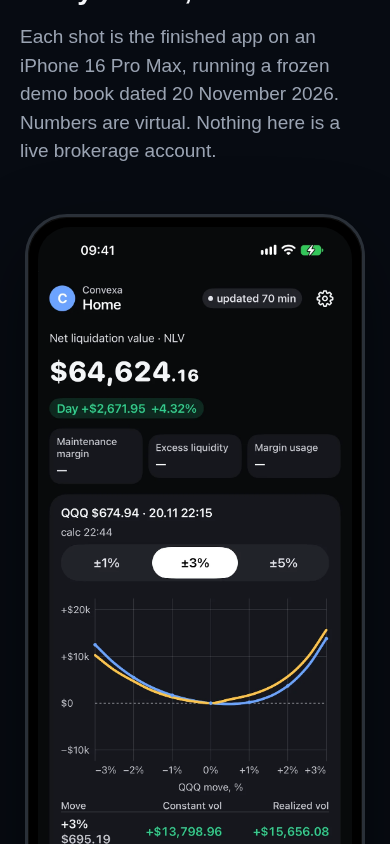 Each shot is the finished app on an
iPhone 16 Pro Max, running a frozen
demo book dated 20 November 2026.
Numbers are virtual. Nothing here is a
live brokerage account.
09:41
C
Convexa
Home
updated 70 min
Net liquidation value · NLV
$64,624.16
Day +$2,671.95 +4.32%
Maintenance
margin
—
Excess liquidity
—
Margin usage
—
QQQ $674.94 · 20.11 22:15
calc 22:44
±1% ±3% ±5%
+$20k
+$10k
$0
−$10k
−3% −2% −1% 0% +1% +2% +3%
QQQ move, %
Move Constant vol Realized vol
+3% +$13,798.96 +$15,656.08
$695.19